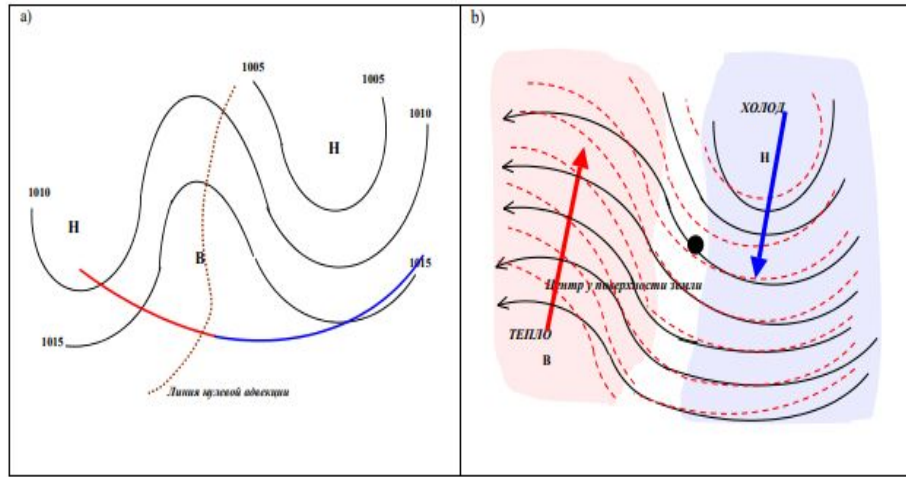 a)
1005
1005
1010
Н
1010
Н
В
1015
1015
Линия нулевой адвекции
b)
ХОЛОД
Н
Центр у поверхности земли
ТЕПЛО
В